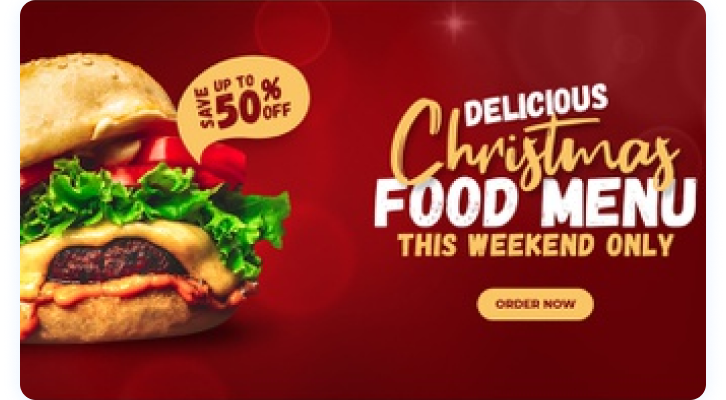 SAVE UP TO
50% OFF
DELICIOUS
Christmas
FOOD MENU
THIS WEEKEND ONLY
ORDER NOW